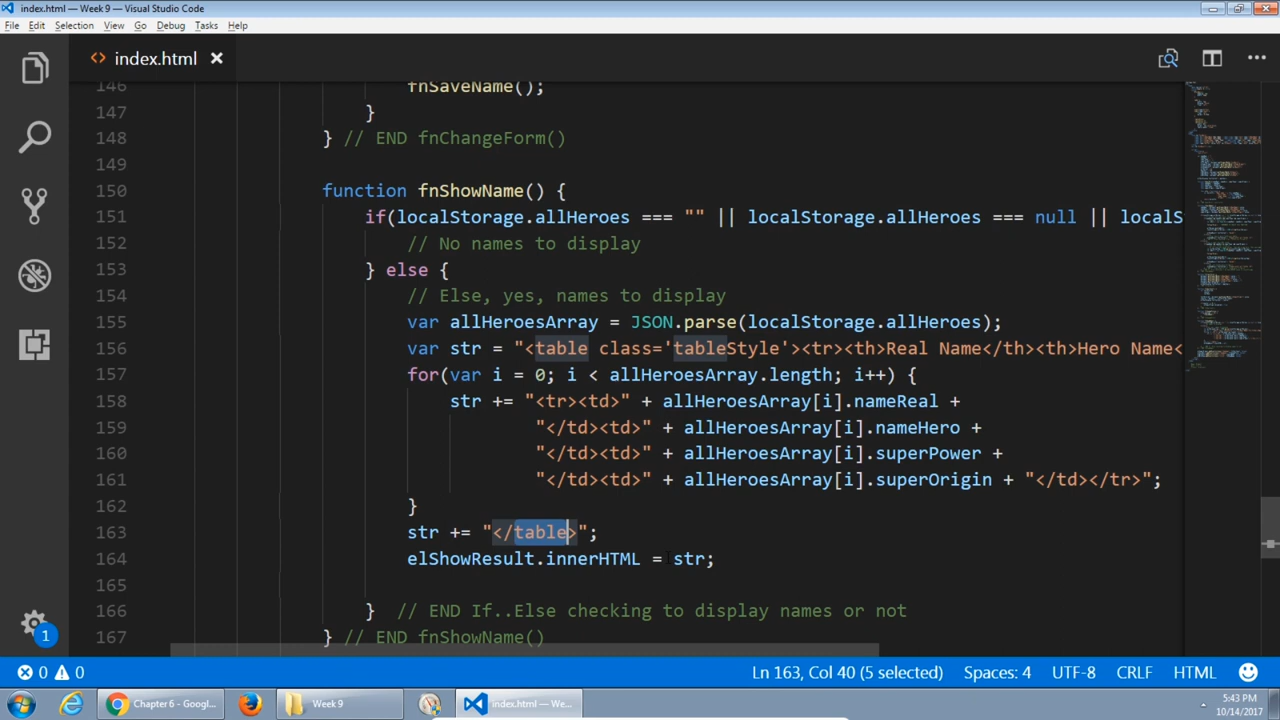 index.html — Week 9 — Visual Studio Code
File Edit Selection View Go Debug Tasks Help
index.html
146 fnSaveName();
147 }
148 } // END fnChangeForm()
149
150 function fnShowName() {
151 if(localStorage.allHeroes === "" || localStorage.allHeroes === null || localS
152 // No names to display
153 } else {
154 // Else, yes, names to display
155 var allHeroesArray = JSON.parse(localStorage.allHeroes);
156 var str = "<table class='tableStyle'><tr><th>Real Name</th><th>Hero Name<
157 for(var i = 0; i < allHeroesArray.length; i++) {
158 str += "<tr><td>" + allHeroesArray[i].nameReal +
159 "</td><td>" + allHeroesArray[i].nameHero +
160 "</td><td>" + allHeroesArray[i].superPower +
161 "</td><td>" + allHeroesArray[i].superOrigin + "</td></tr>";
162 }
163 str += "</table>";
164 elShowResult.innerHTML = str;
165
166 } // END If..Else checking to display names or not
167 } // END fnShowName()
1
0 0 Ln 163, Col 40 (5 selected) Spaces: 4 UTF-8 CRLF HTML
Chapter 6 - Googl... Week 9 index.html — We...
5:43 PM
10/14/2017